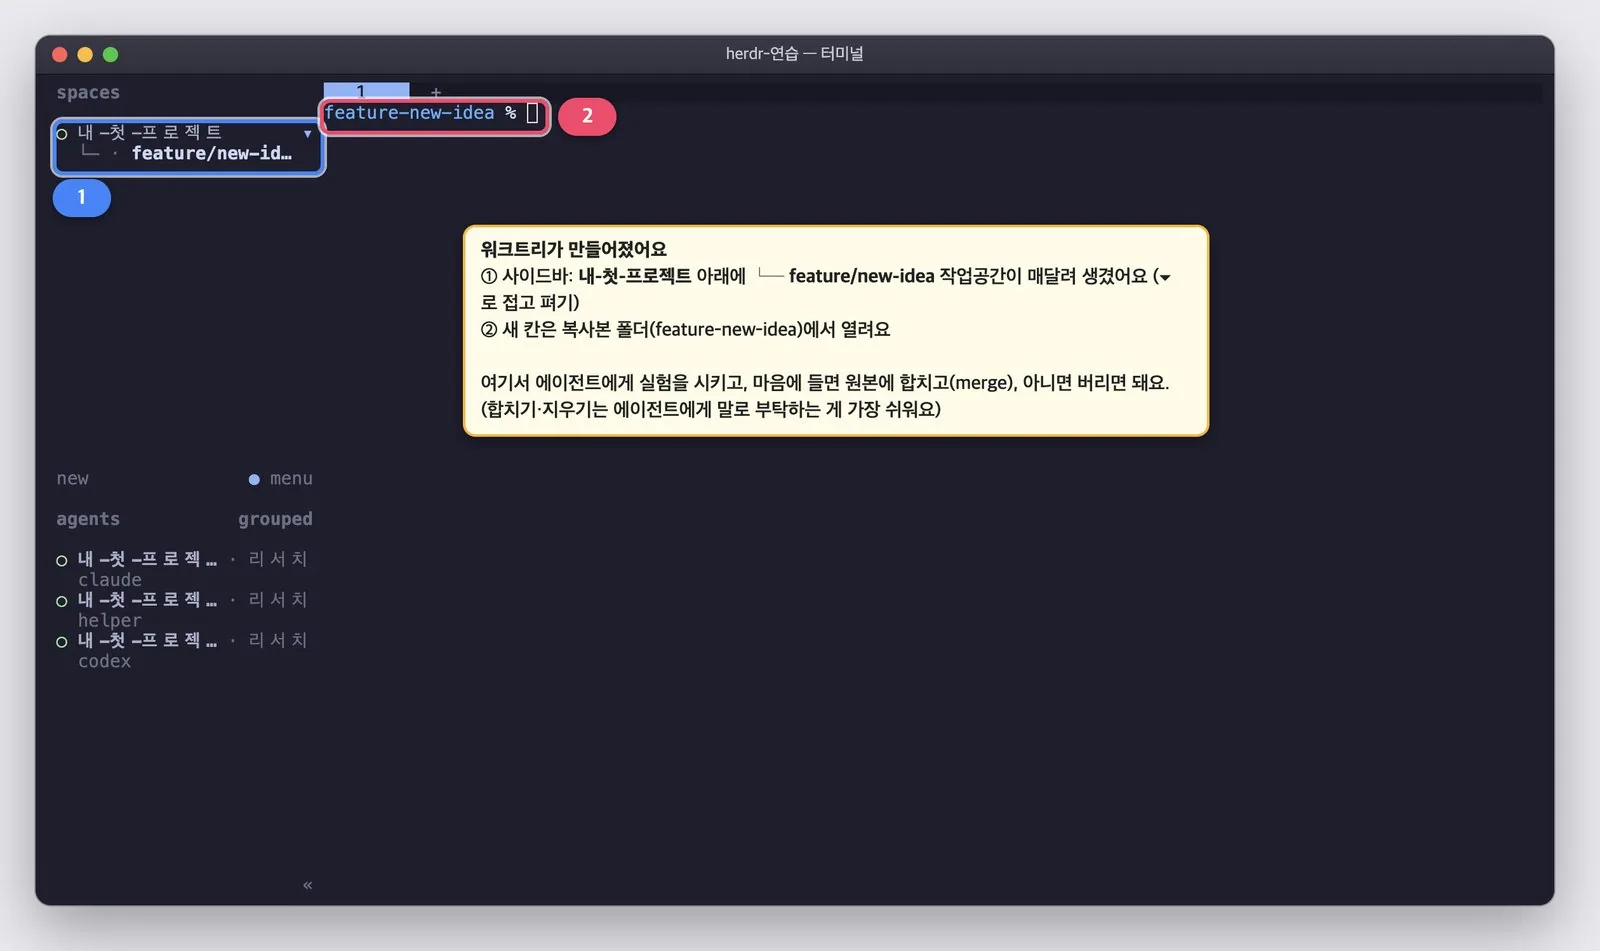 herdr-연습 — 터미널
spaces
1 +
feature-new-idea %
2
내-첫-프로젝트 ▾
└─ · feature/new-id…
1
워크트리가 만들어졌어요
① 사이드바: 내-첫-프로젝트 아래에 └─ feature/new-idea 작업공간이 매달려 생겼어요 (▾
로 접고 펴기)
② 새 칸은 복사본 폴더(feature-new-idea)에서 열려요
여기서 에이전트에게 실험을 시키고, 마음에 들면 원본에 합치고(merge), 아니면 버리면 돼요.
(합치기·지우기는 에이전트에게 말로 부탁하는 게 가장 쉬워요)
new ● menu
agents grouped
내-첫-프로젝… · 리서치
claude
내-첫-프로젝… · 리서치
helper
내-첫-프로젝… · 리서치
codex
«